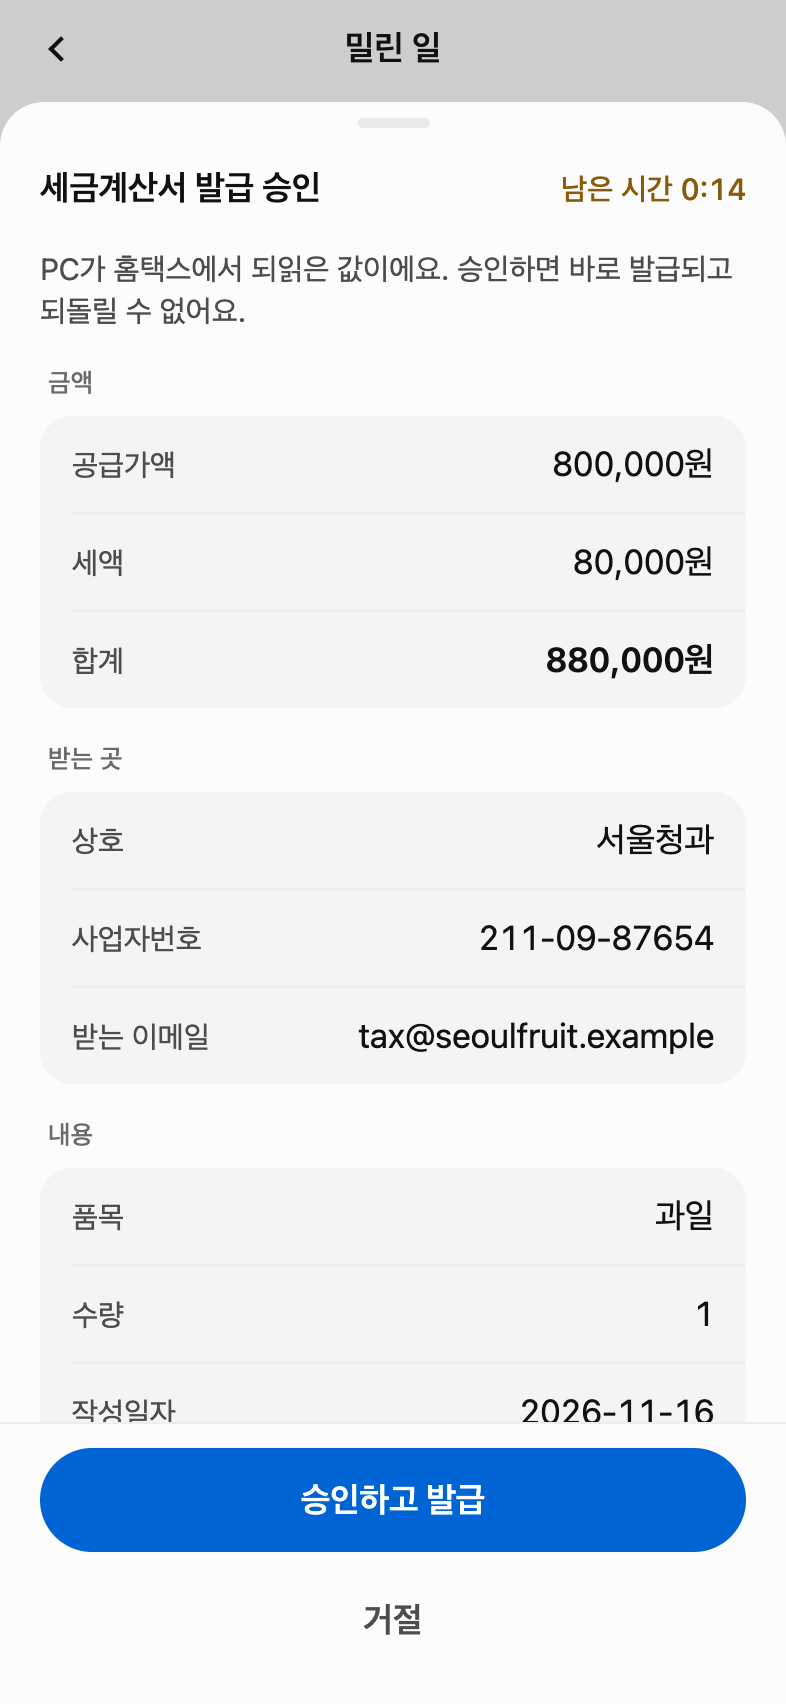 밀린 일
세금계산서 발급 승인
남은 시간 0:14
PC가 홈택스에서 되읽은 값이에요. 승인하면 바로 발급되고
되돌릴 수 없어요.
금액
공급가액 800,000원
세액 80,000원
합계 880,000원
받는 곳
상호 서울청과
사업자번호 211-09-87654
받는 이메일 tax@seoulfruit.example
내용
품목 과일
수량 1
작성일자 2026-11-16
승인하고 발급
거절